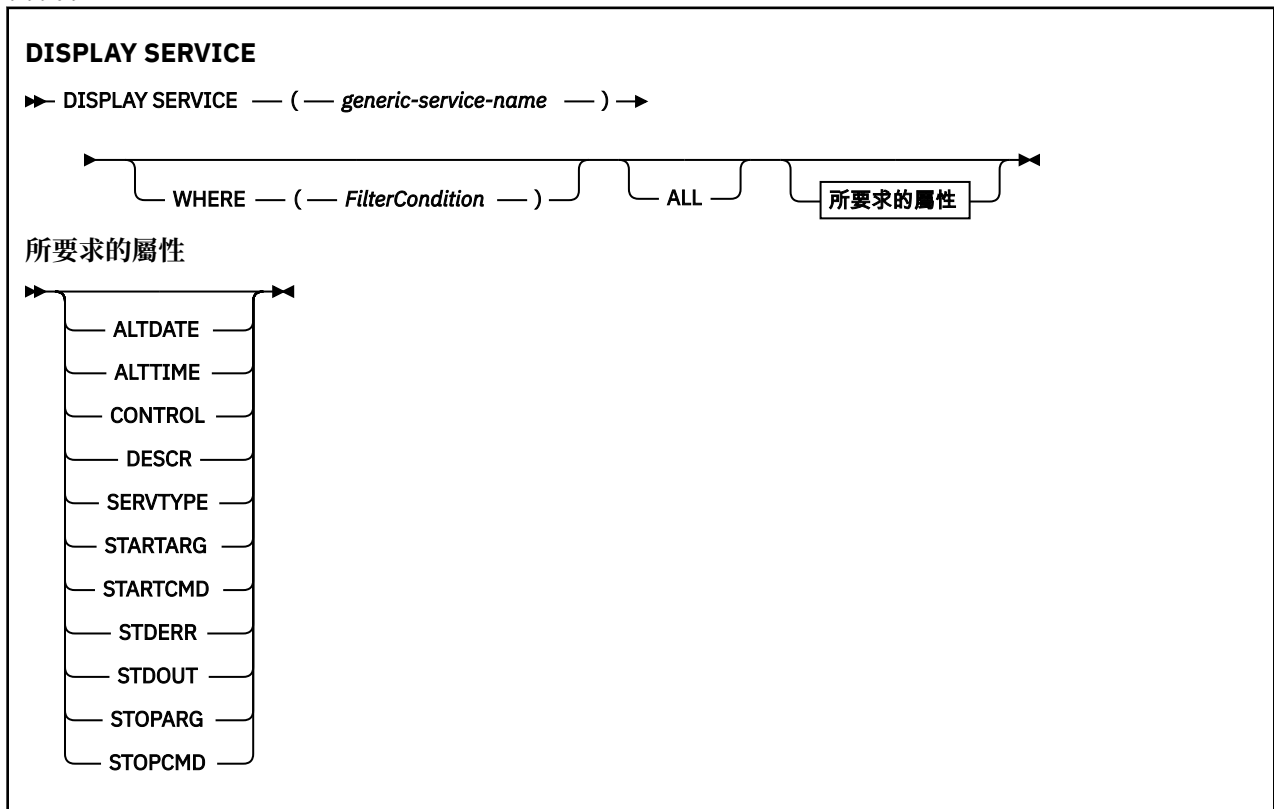 DISPLAY SERVICE
DISPLAY SERVICE ( generic-service-name )
WHERE ( FilterCondition ) ALL 所要求的屬性
所要求的屬性
ALTDATE
ALTTIME
CONTROL
DESCR
SERVTYPE
STARTARG
STARTCMD
STDERR
STDOUT
STOPARG
STOPCMD